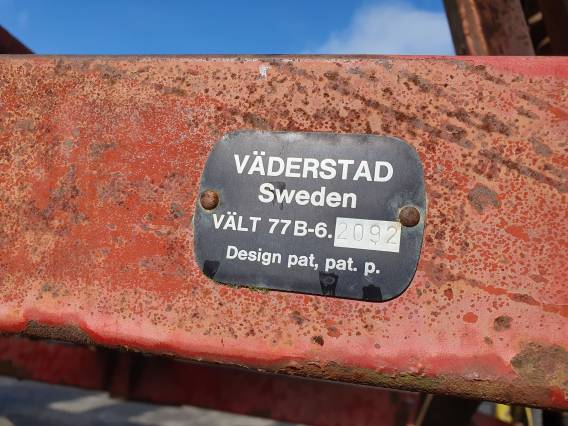 VÄDERSTAD
Sweden
VÄLT 77B-6.2092
Design pat, pat. p.